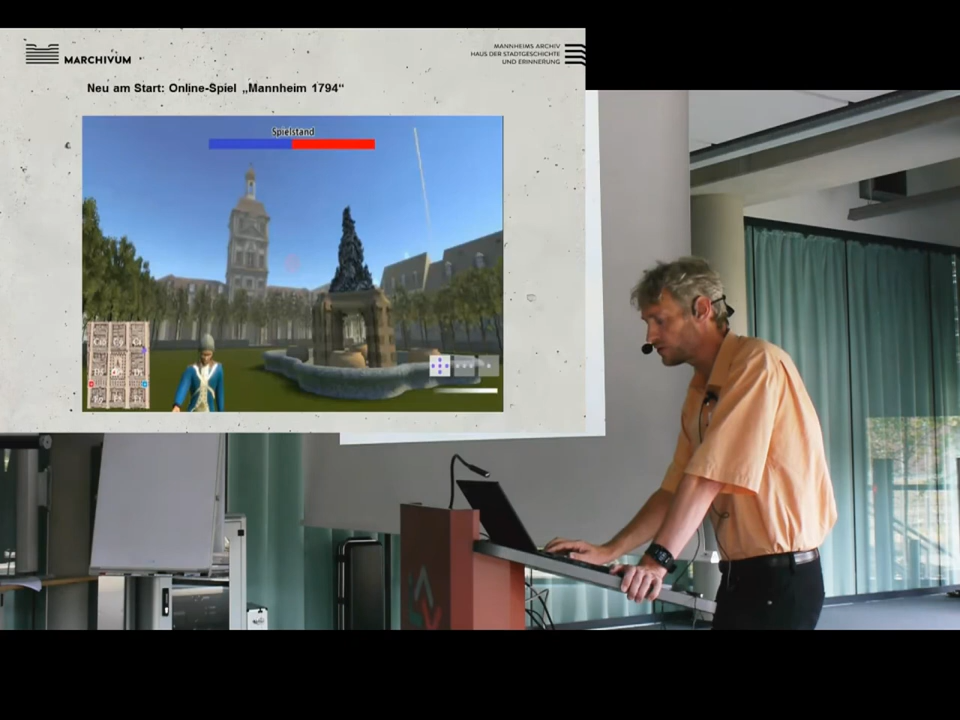 MARCHIVUM
MANNHEIMS ARCHIV
HAUS DER STADTGESCHICHTE
UND ERINNERUNG
Neu am Start: Online-Spiel „Mannheim 1794“
Spielstand